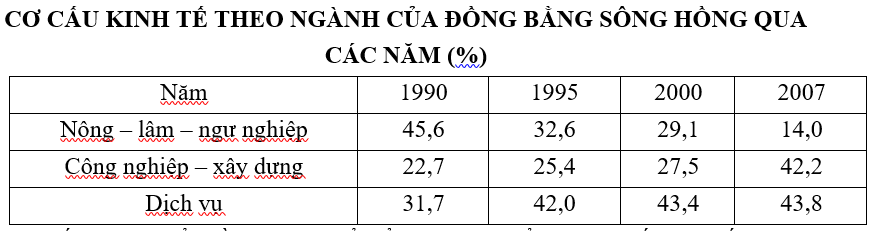 CƠ CẤU KINH TẾ THEO NGÀNH CỦA ĐỒNG BẰNG SÔNG HỒNG QUA
CÁC NĂM (%)
Năm 1990 1995 2000 2007
Nông – lâm – ngư nghiệp 45,6 32,6 29,1 14,0
Công nghiệp – xây dựng 22,7 25,4 27,5 42,2
Dịch vu 31,7 42,0 43,4 43,8